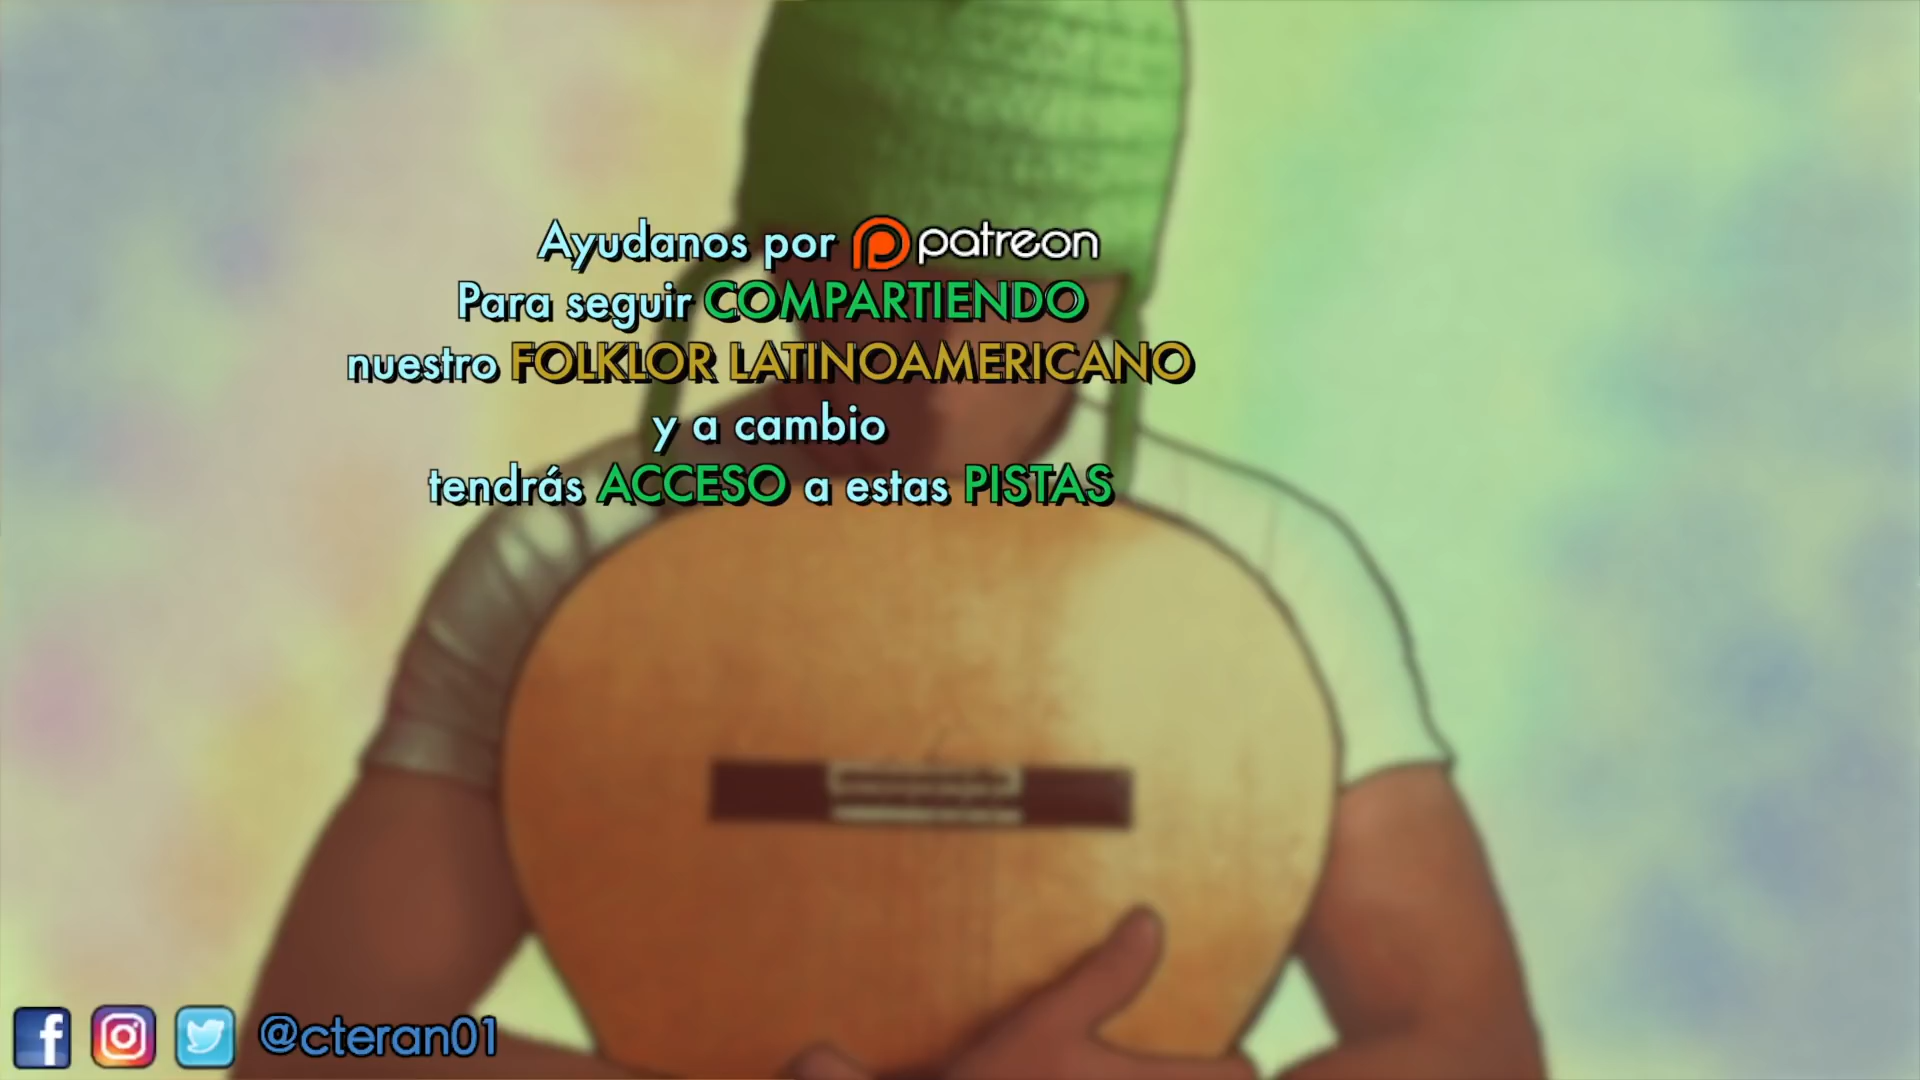 Ayudanos por patreon
Para seguir COMPARTIENDO
nuestro FOLKLOR LATINOAMERICANO
y a cambio
tendrás ACCESO a estas PISTAS
@cteran01